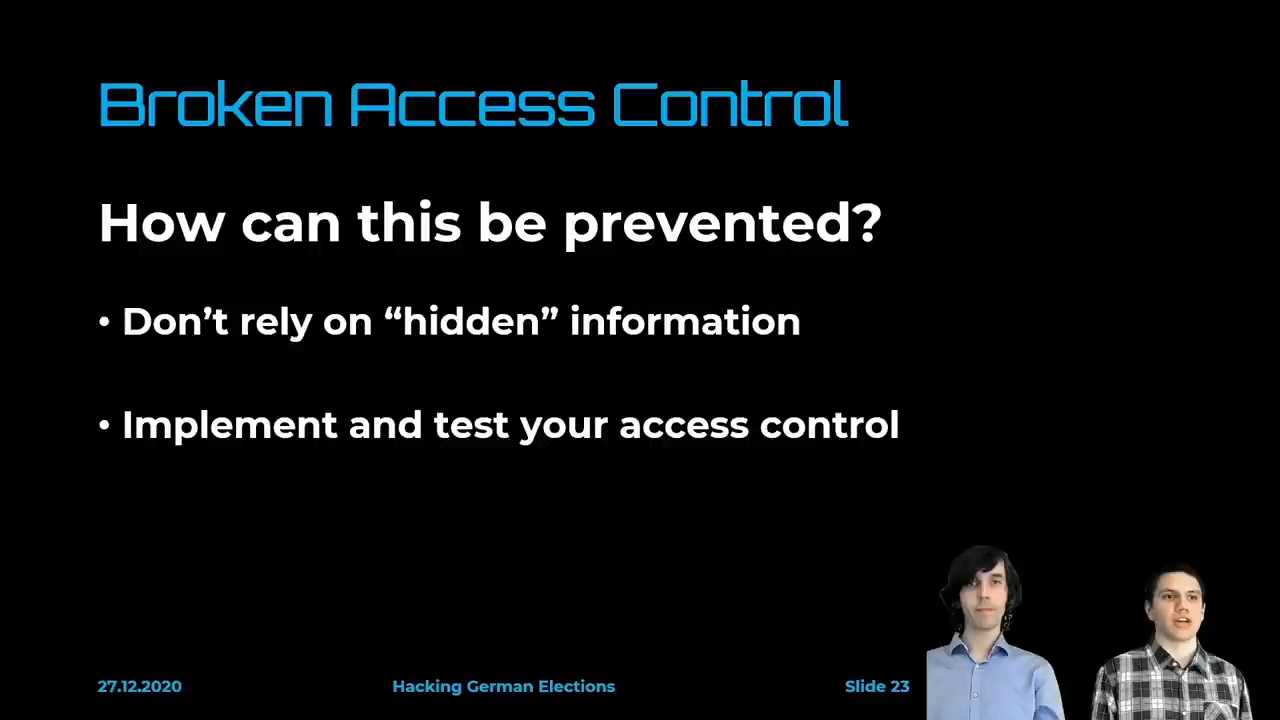 Broken Access Control
How can this be prevented?
• Don’t rely on “hidden” information
• Implement and test your access control
27.12.2020 Hacking German Elections Slide 23